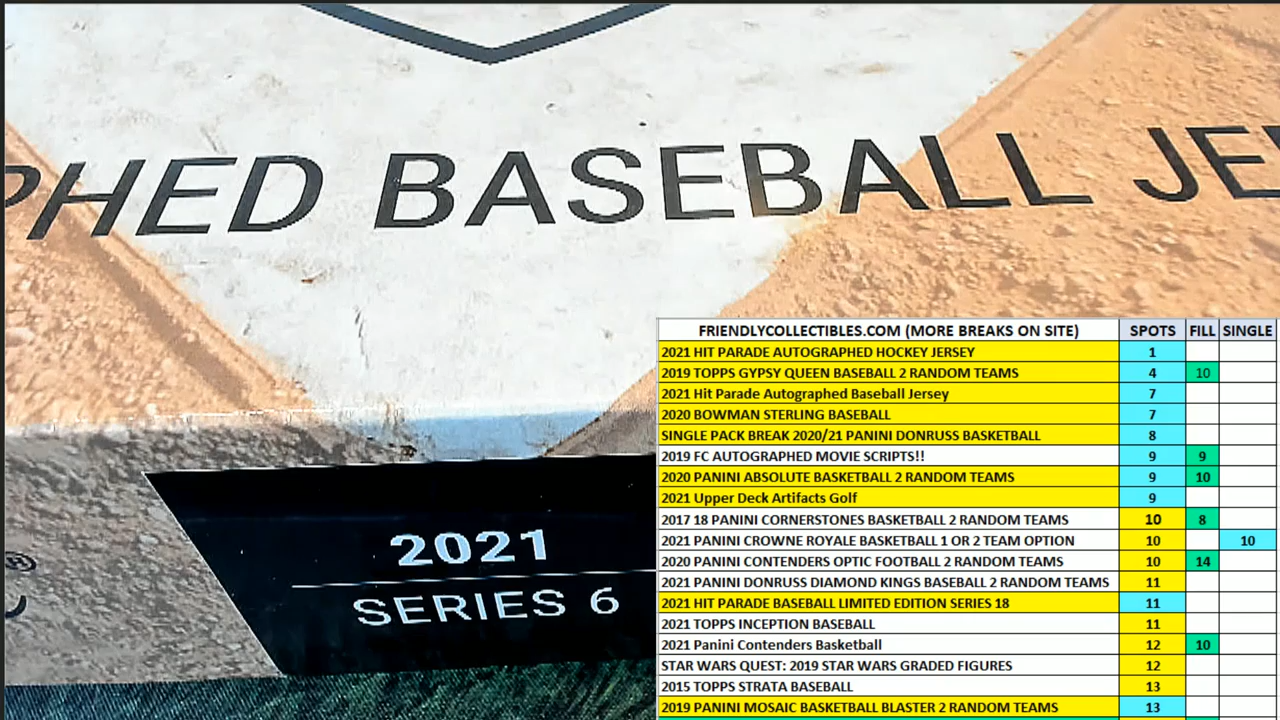 PHED BASEBALL JE
2021
SERIES 6
®
FRIENDLYCOLLECTIBLES.COM (MORE BREAKS ON SITE) SPOTS FILL SINGLE
2021 HIT PARADE AUTOGRAPHED HOCKEY JERSEY 1
2019 TOPPS GYPSY QUEEN BASEBALL 2 RANDOM TEAMS 4 10
2021 Hit Parade Autographed Baseball Jersey 7
2020 BOWMAN STERLING BASEBALL 7
SINGLE PACK BREAK 2020/21 PANINI DONRUSS BASKETBALL 8
2019 FC AUTOGRAPHED MOVIE SCRIPTS!! 9 9
2020 PANINI ABSOLUTE BASKETBALL 2 RANDOM TEAMS 9 10
2021 Upper Deck Artifacts Golf 9
2017 18 PANINI CORNERSTONES BASKETBALL 2 RANDOM TEAMS 10 8
2021 PANINI CROWNE ROYALE BASKETBALL 1 OR 2 TEAM OPTION 10 10
2020 PANINI CONTENDERS OPTIC FOOTBALL 2 RANDOM TEAMS 10 14
2021 PANINI DONRUSS DIAMOND KINGS BASEBALL 2 RANDOM TEAMS 11
2021 HIT PARADE BASEBALL LIMITED EDITION SERIES 18 11
2021 TOPPS INCEPTION BASEBALL 11
2021 Panini Contenders Basketball 12 10
STAR WARS QUEST: 2019 STAR WARS GRADED FIGURES 12
2015 TOPPS STRATA BASEBALL 13
2019 PANINI MOSAIC BASKETBALL BLASTER 2 RANDOM TEAMS 13